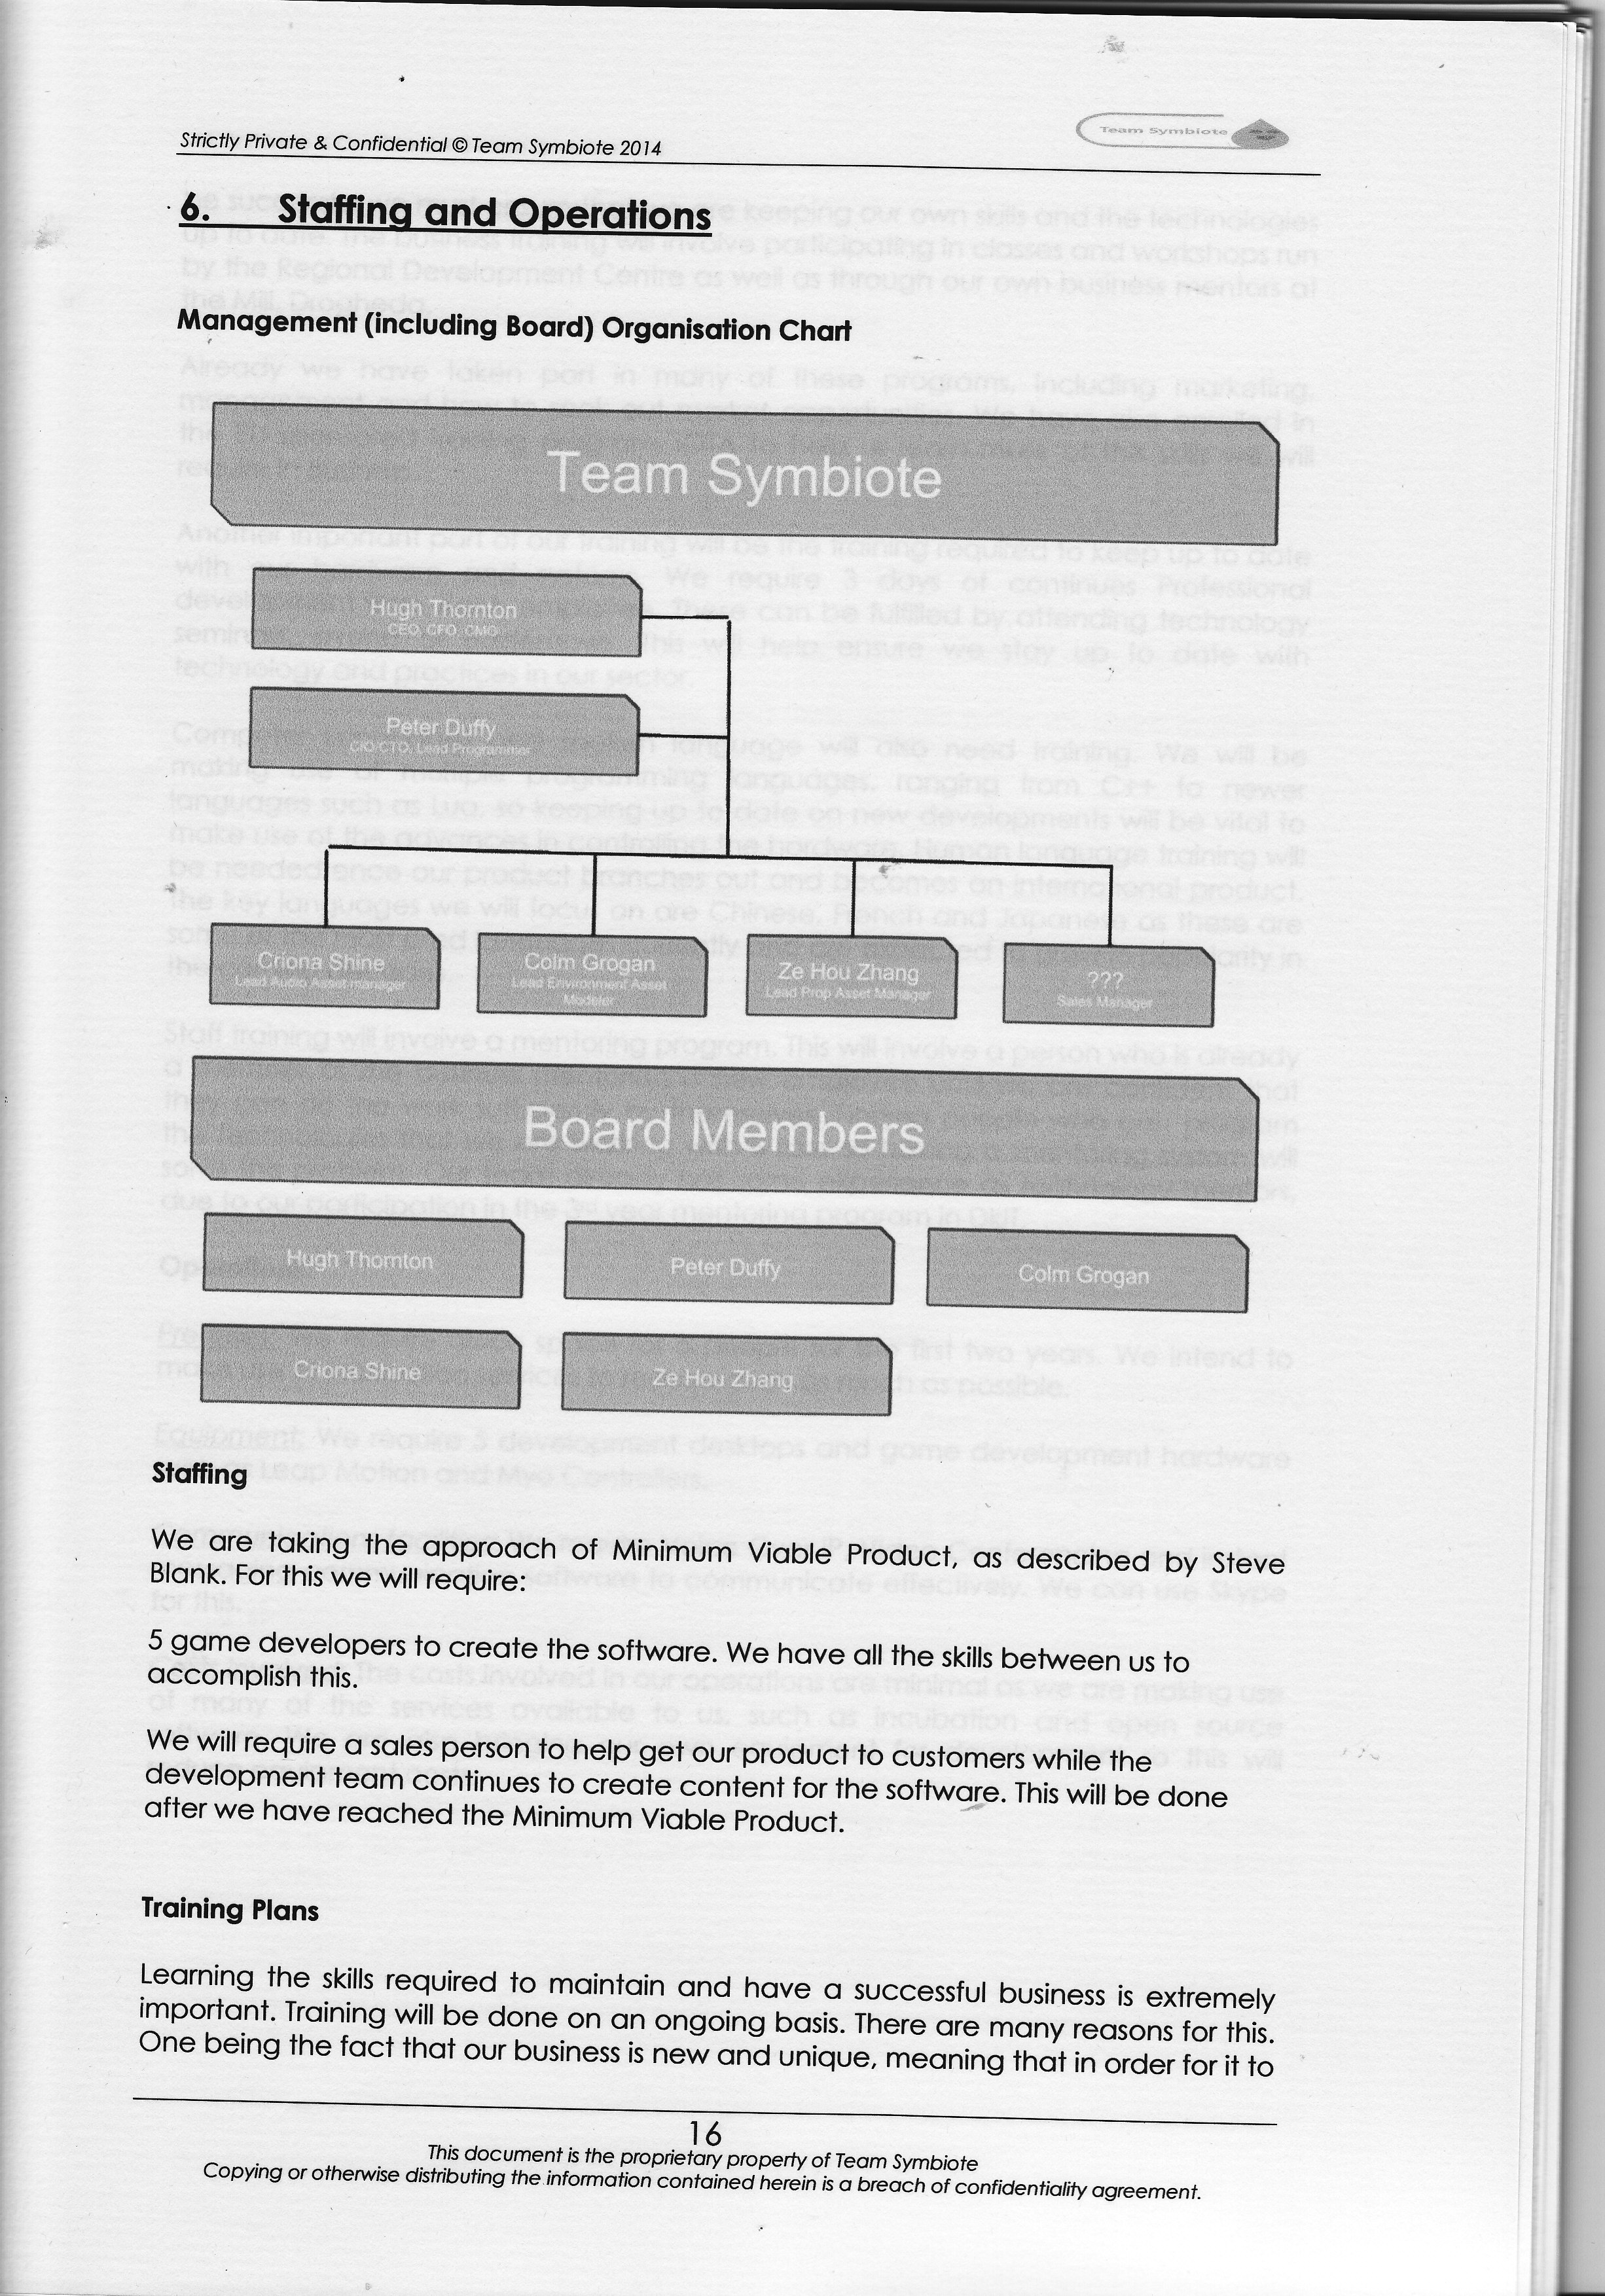 Strictly Private & Confidential © Team Symbiote 2014
Team Symbiote
6. Staffing and Operations
Management (including Board) Organisation Chart
Team Symbiote
Hugh Thornton
CEO, CFO, CMO
Peter Duffy
CIO/CTO, Lead Programmer
Criona Shine
Lead Audio Asset manager
Colm Grogan
Lead Environment Asset
Modeler
Ze Hou Zhang
Lead Prop Asset Manager
???
Sales Manager
Board Members
Hugh Thornton
Peter Duffy
Colm Grogan
Criona Shine
Ze Hou Zhang
Staffing
We are taking the approach of Minimum Viable Product, as described by Steve
Blank. For this we will require:
5 game developers to create the software. We have all the skills between us to
accomplish this.
We will require a sales person to help get our product to customers while the
development team continues to create content for the software. This will be done
after we have reached the Minimum Viable Product.
Training Plans
Learning the skills required to maintain and have a successful business is extremely
important. Training will be done on an ongoing basis. There are many reasons for this.
One being the fact that our business is new and unique, meaning that in order for it to
16
This document is the proprietary property of Team Symbiote
Copying or otherwise distributing the information contained herein is a breach of confidentiality agreement.